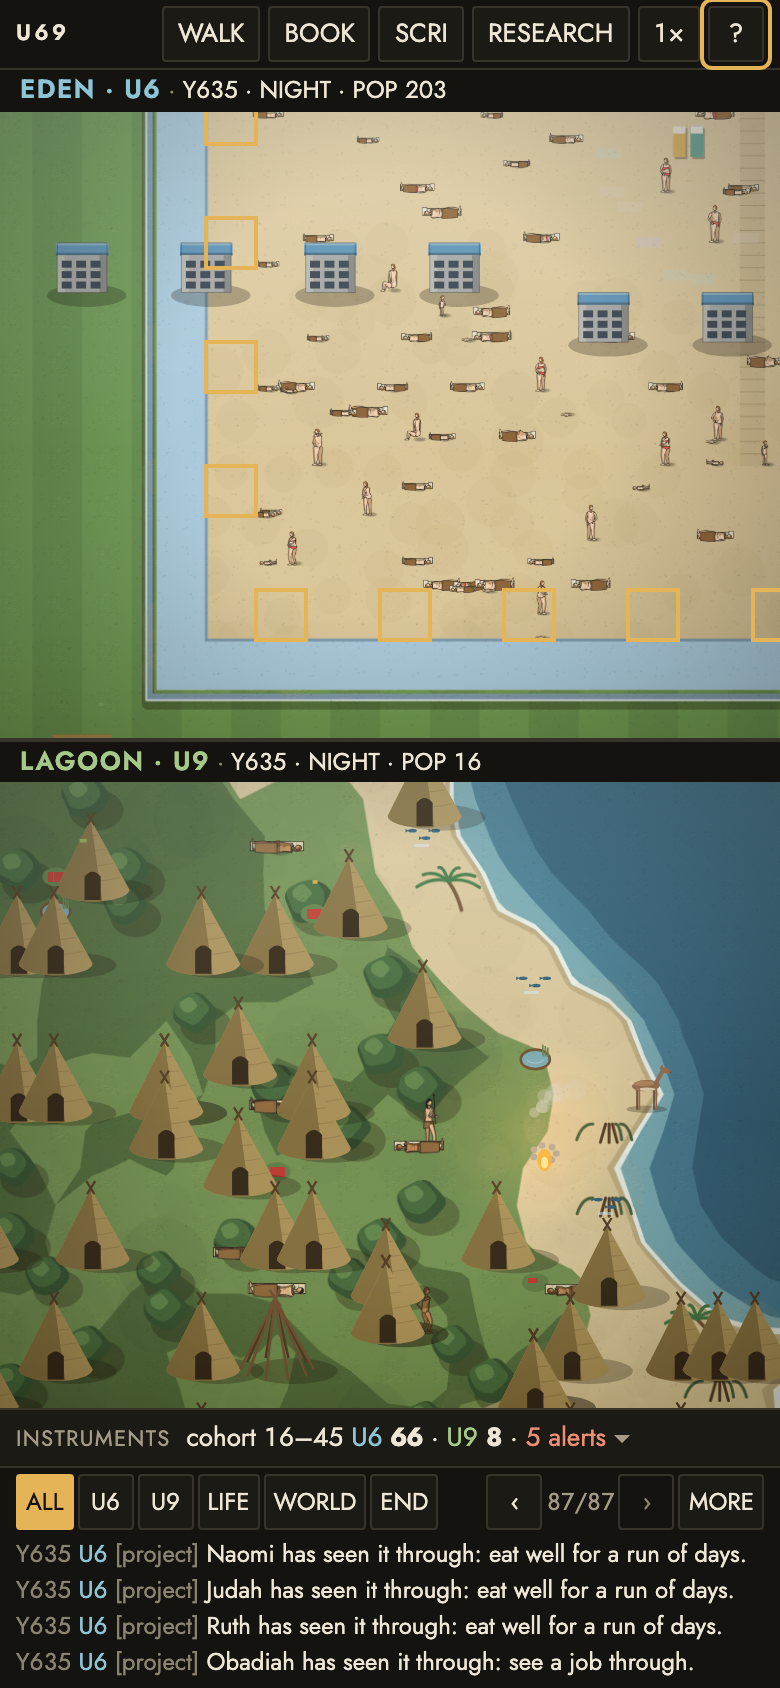 U69 WALK BOOK SCRI RESEARCH 1× ?
EDEN · U6 · Y635 · NIGHT · POP 203
LAGOON · U9 · Y635 · NIGHT · POP 16
INSTRUMENTS cohort 16–45 U6 66 · U9 8 · 5 alerts
ALL U6 U9 LIFE WORLD END ‹ 87/87 › MORE
Y635 U6 [project] Naomi has seen it through: eat well for a run of days.
Y635 U6 [project] Judah has seen it through: eat well for a run of days.
Y635 U6 [project] Ruth has seen it through: eat well for a run of days.
Y635 U6 [project] Obadiah has seen it through: see a job through.